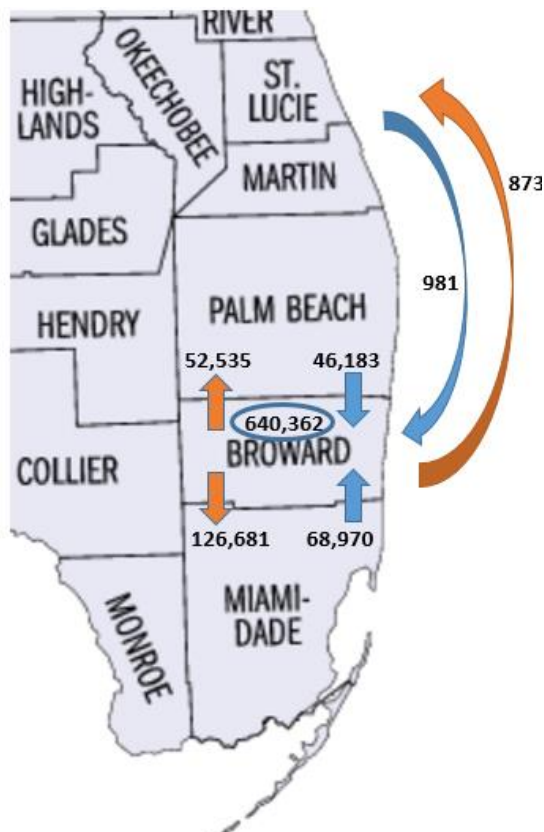 RIVER
OKEECHOBEE
ST.
LUCIE
HIGH-
LANDS
MARTIN
873
GLADES
981
PALM BEACH
HENDRY
52,535
46,183
640,362
BROWARD
COLLIER
126,681
68,970
MIAMI-
DADE
MONROE